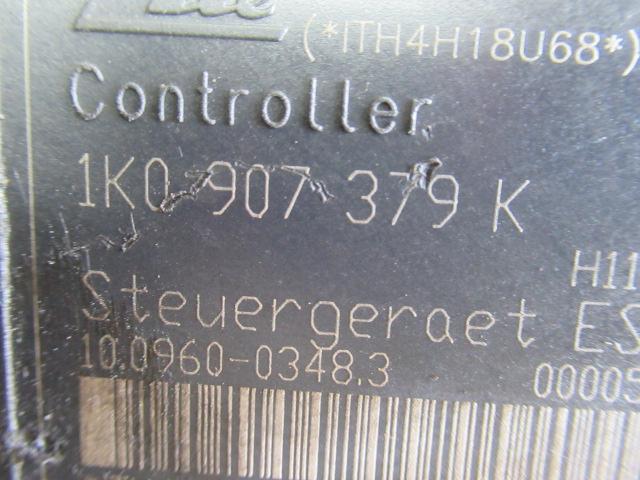 (*ITH4H18U68*)
Controller
1K0 907 379 K
H11
Steuergeraet ES
10.0960-0348.3 00005